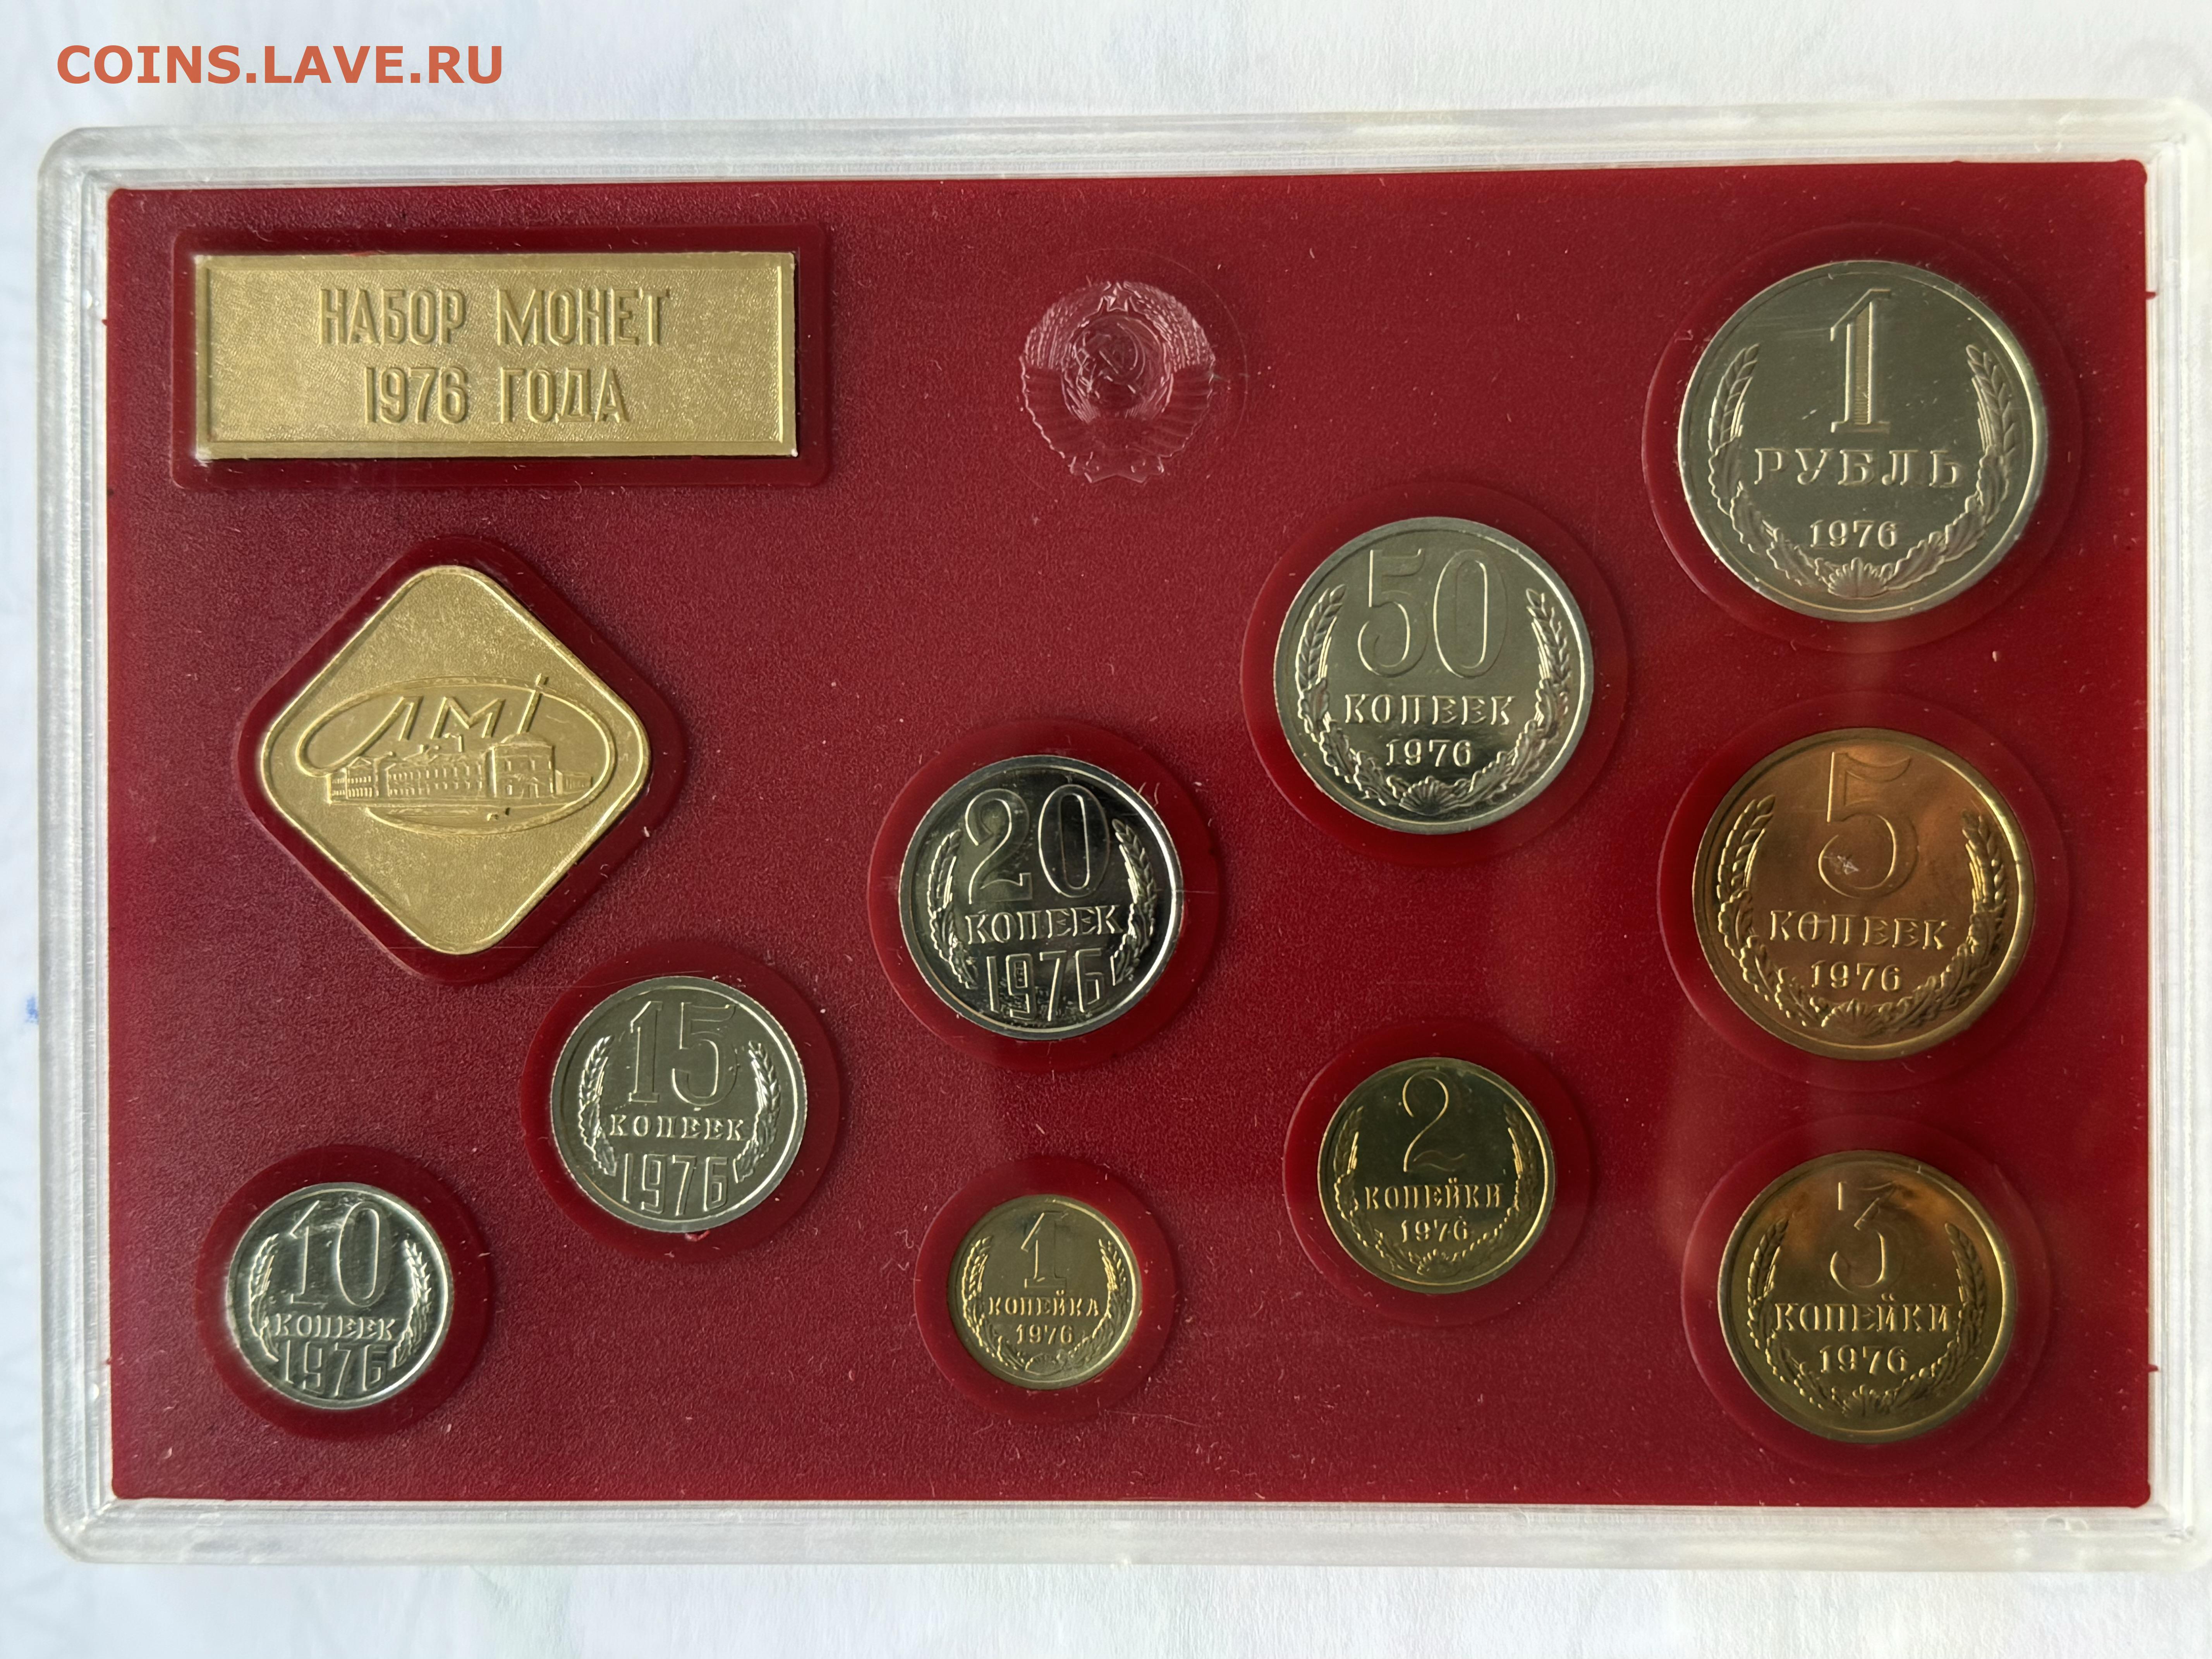 COINS.LAVE.RU
НАБОР МОНЕТ
1976 ГОДА
1
РУБЛЬ
1976
50
КОПЕЕК
1976
ЛМД
20
КОПЕЕК
1976
5
КОПЕЕК
1976
15
КОПЕЕК
1976
2
КОПЕЙКИ
1976
10
КОПЕЕК
1976
1
КОПЕЙКА
1976
3
КОПЕЙКИ
1976